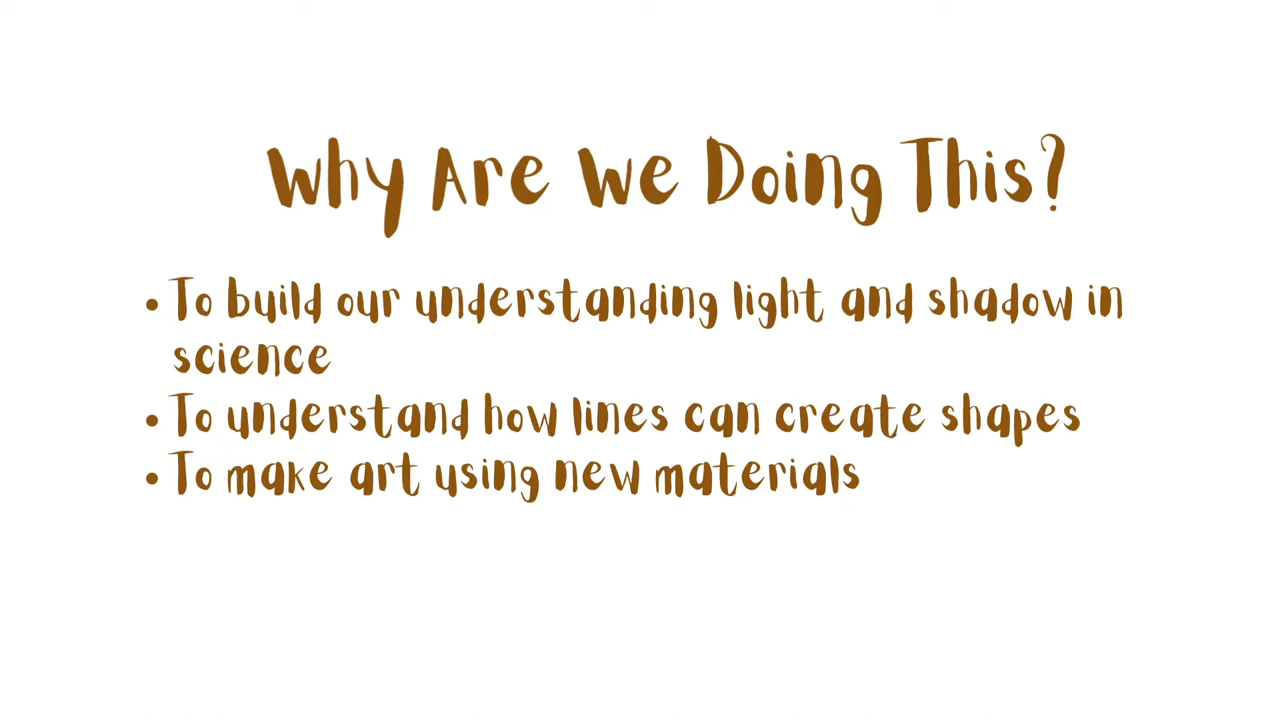 Why Are We Doing This?
• To build our understanding light and shadow in
science
• To understand how lines can create shapes
• To make art using new materials